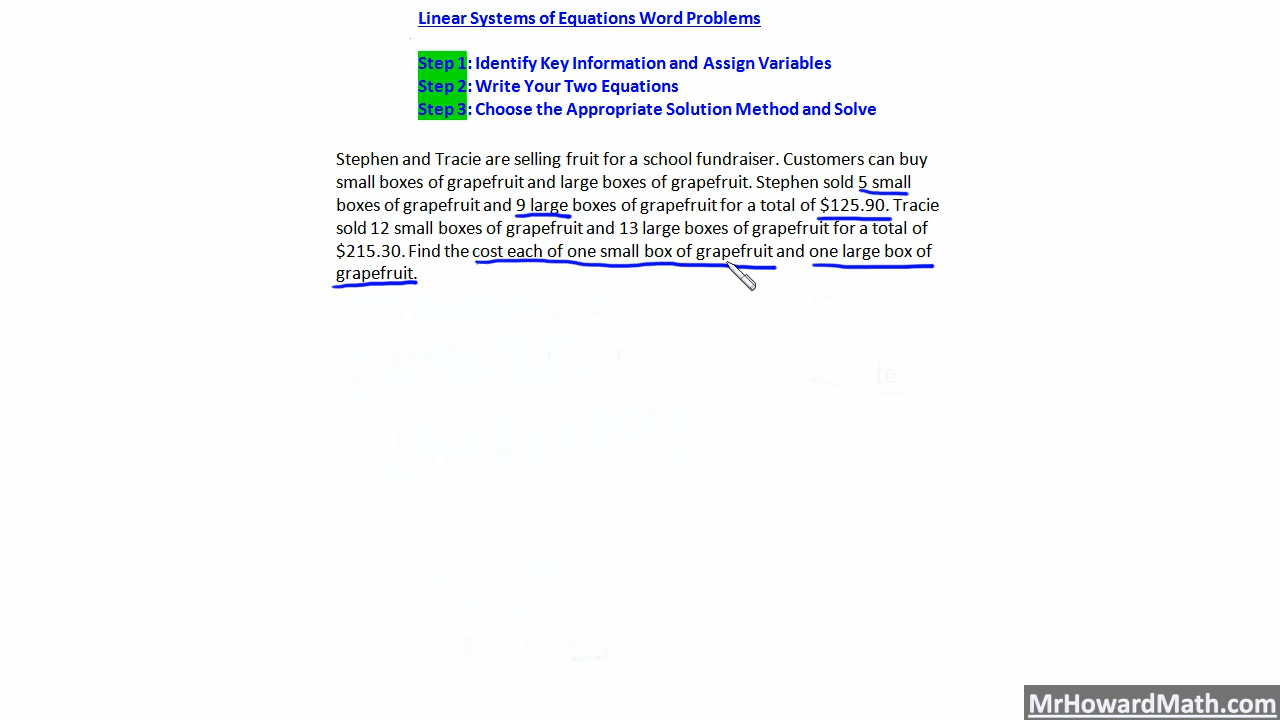 Linear Systems of Equations Word Problems
Step 1: Identify Key Information and Assign Variables
Step 2: Write Your Two Equations
Step 3: Choose the Appropriate Solution Method and Solve
Stephen and Tracie are selling fruit for a school fundraiser. Customers can buy
small boxes of grapefruit and large boxes of grapefruit. Stephen sold 5 small
boxes of grapefruit and 9 large boxes of grapefruit for a total of $125.90. Tracie
sold 12 small boxes of grapefruit and 13 large boxes of grapefruit for a total of
$215.30. Find the cost each of one small box of grapefruit and one large box of
grapefruit.
MrHowardMath.com